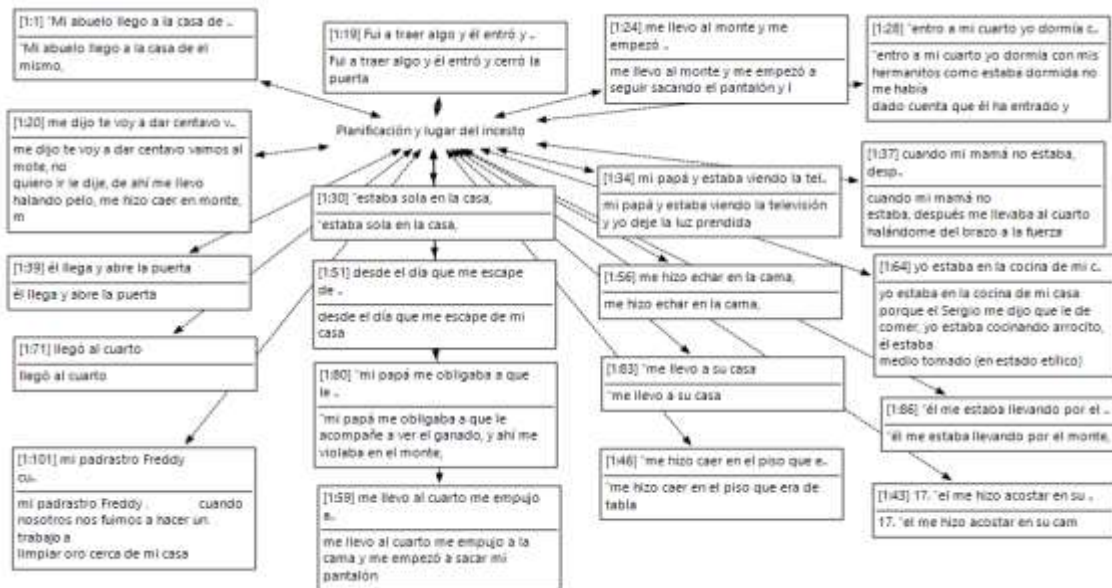 [1:1] "Mi abuelo llego a la casa de ..
"Mi abuelo llego a la casa de el
mismo,
[1:19] Fui a traer algo y él entró y ..
Fui a traer algo y él entró y cerró la
puerta
[1:24] me llevo al monte y me
empezó ..
me llevo al monte y me empezó a
seguir sacando el pantalón y l
[1:28] "entro a mi cuarto yo dormía c..
"entro a mi cuarto yo dormía con mis
hermanitos como estaba dormida no
me había
dado cuenta que él ha entrado y
Planificación y lugar del incesto
[1:20] me dijo te voy a dar centavo v..
me dijo te voy a dar centavo vamos al
mote, no
quiero ir le dije, de ahí me llevo
halando pelo, me hizo caer en monte,
m
[1:30] "estaba sola en la casa,
"estaba sola en la casa,
[1:34] mi papá y estaba viendo la tel..
mi papá y estaba viendo la televisión
y yo deje la luz prendida
[1:37] cuando mi mamá no estaba,
desp..
cuando mi mamá no
estaba, después me llevaba al cuarto
halándome del brazo a la fuerza
[1:39] él llega y abre la puerta
él llega y abre la puerta
[1:51] desde el día que me escape
de ..
desde el día que me escape de mi
casa
[1:56] me hizo echar en la cama,
me hizo echar en la cama,
[1:64] yo estaba en la cocina de mi c..
yo estaba en la cocina de mi casa
porque el Sergio me dijo que le de
comer, yo estaba cocinando arrocito,
él estaba
medio tomado (en estado etílico)
[1:71] llegó al cuarto
llegó al cuarto
[1:80] "mi papá me obligaba a que
le ..
"mi papá me obligaba a que le
acompañe a ver el ganado, y ahí me
violaba en el monte,
[1:83] "me llevo a su casa
"me llevo a su casa
[1:86] "él me estaba llevando por el ..
"él me estaba llevando por el monte,
[1:101] mi padrastro Freddy
cu..
mi padrastro Freddy . cuando
nosotros nos fuimos a hacer un
trabajo a
limpiar oro cerca de mi casa
[1:59] me llevo al cuarto me empujo
a..
me llevo al cuarto me empujo a la
cama y me empezó a sacar mi
pantalón
[1:46] "me hizo caer en el piso que e..
"me hizo caer en el piso que era de
tabla
[1:43] 17. "el me hizo acostar en su ..
17. "el me hizo acostar en su cam